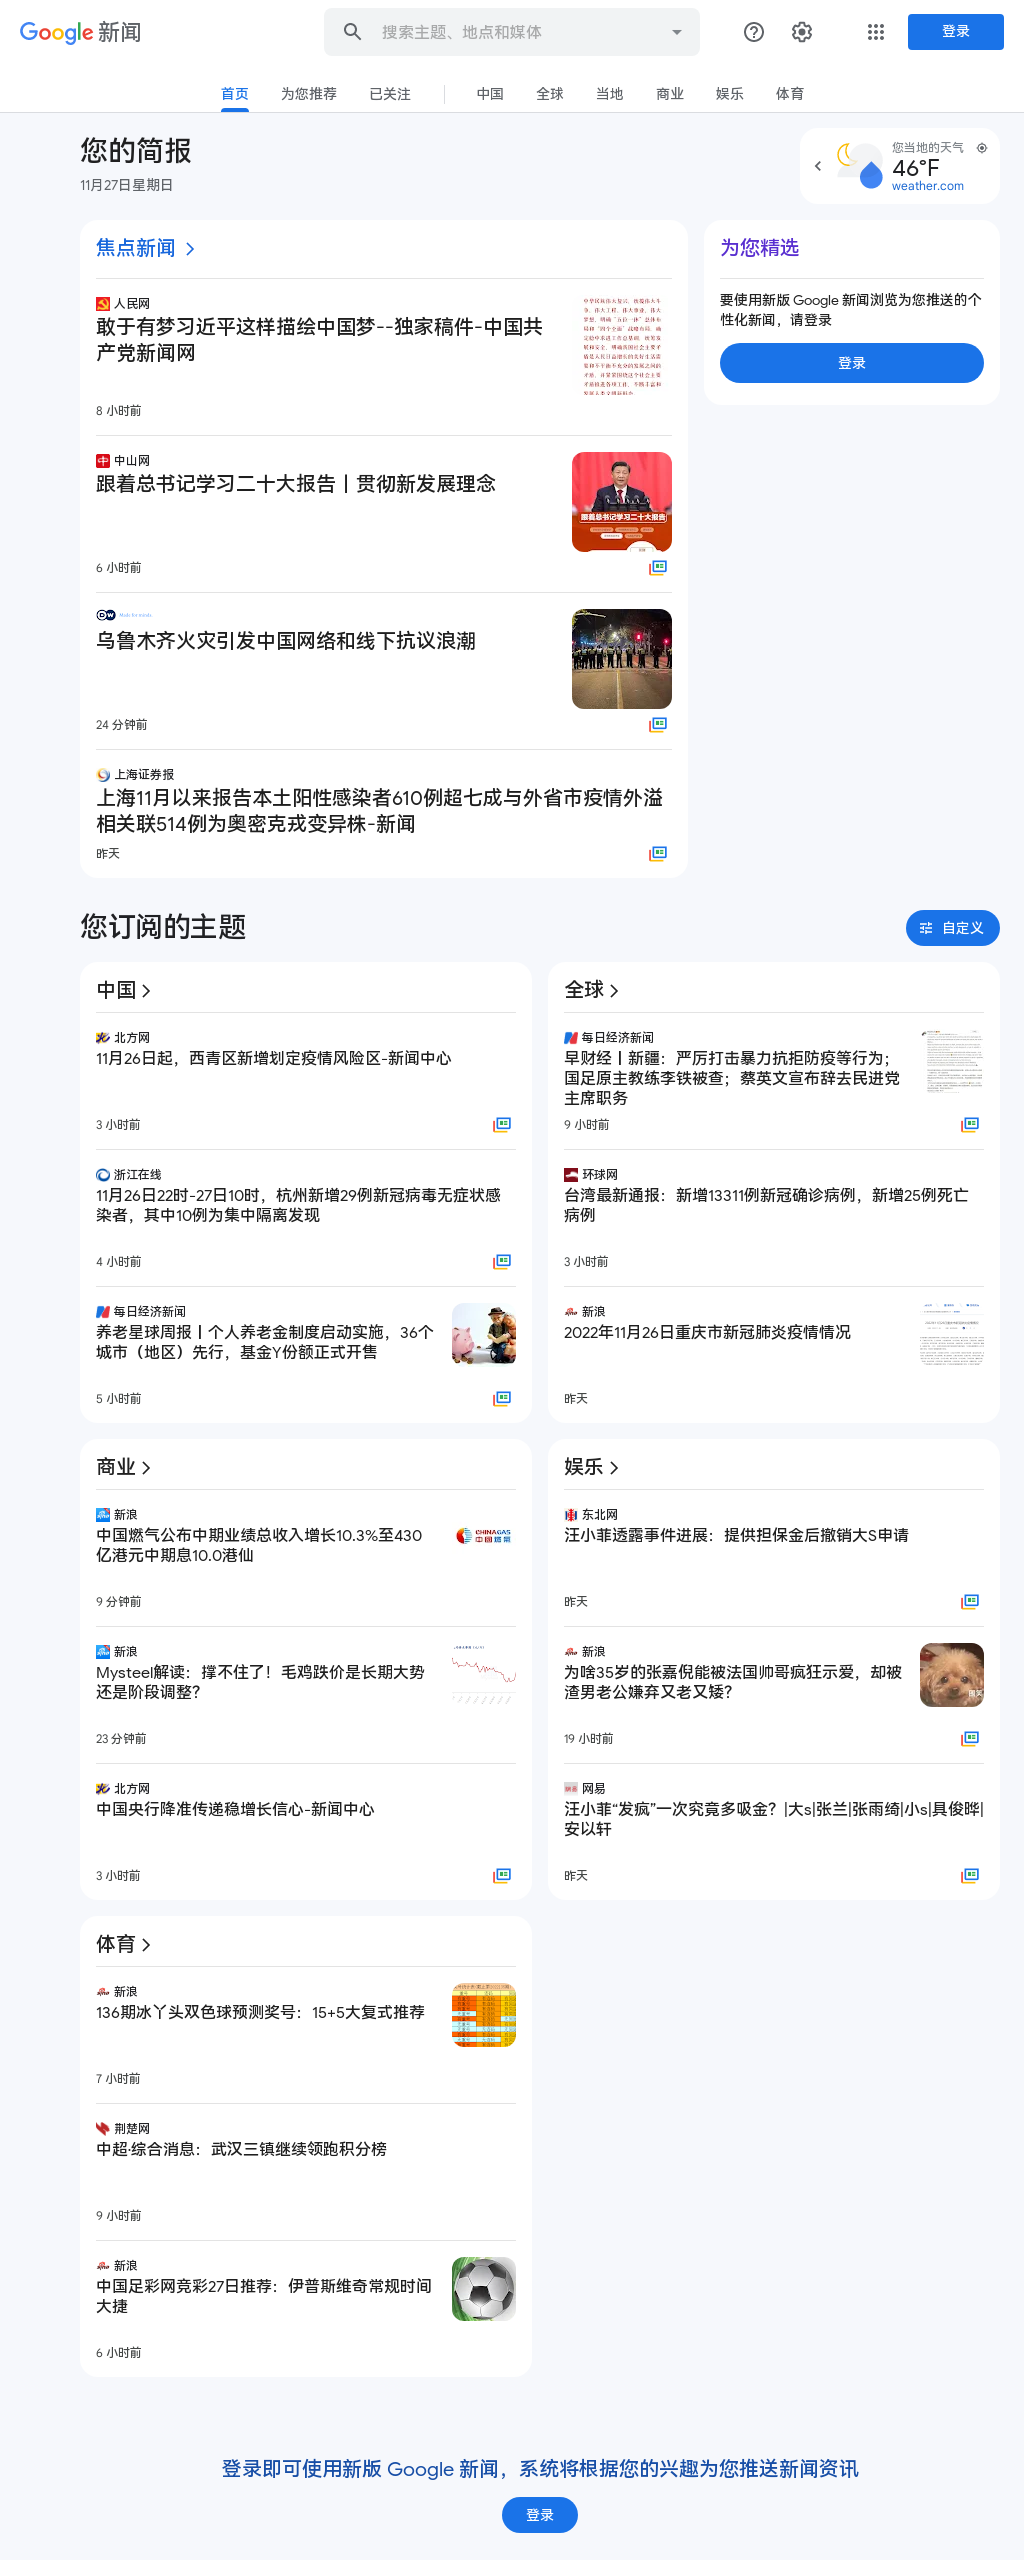 Google 新闻
搜索主题、地点和媒体
登录
首页
为您推荐
已关注
中国
全球
当地
商业
娱乐
体育
您的简报
11月27日星期日
您当地的天气
46°F
weather.com
焦点新闻
人民网
敢于有梦习近平这样描绘中国梦--独家稿件-中国共
产党新闻网
8 小时前
中山网
跟着总书记学习二十大报告丨贯彻新发展理念
跟着总书记学习二十大报告
6 小时前
DW Made for minds
乌鲁木齐火灾引发中国网络和线下抗议浪潮
24 分钟前
上海证券报
上海11月以来报告本土阳性感染者610例超七成与外省市疫情外溢
相关联514例为奥密克戎变异株-新闻
昨天
为您精选
要使用新版 Google 新闻浏览为您推送的个
性化新闻，请登录
登录
您订阅的主题
自定义
中国
北方网
11月26日起，西青区新增划定疫情风险区-新闻中心
3 小时前
浙江在线
11月26日22时-27日10时，杭州新增29例新冠病毒无症状感
染者，其中10例为集中隔离发现
4 小时前
每日经济新闻
养老星球周报丨个人养老金制度启动实施，36个
城市（地区）先行，基金Y份额正式开售
5 小时前
全球
每日经济新闻
早财经丨新疆：严厉打击暴力抗拒防疫等行为；
国足原主教练李铁被查；蔡英文宣布辞去民进党
主席职务
9 小时前
环球网
台湾最新通报：新增13311例新冠确诊病例，新增25例死亡
病例
3 小时前
新浪
2022年11月26日重庆市新冠肺炎疫情情况
昨天
商业
新浪
中国燃气公布中期业绩总收入增长10.3%至430
亿港元中期息10.0港仙
CHINAGAS
中国燃气
9 分钟前
新浪
Mysteel解读：撑不住了！毛鸡跌价是长期大势
还是阶段调整？
23 分钟前
北方网
中国央行降准传递稳增长信心-新闻中心
3 小时前
娱乐
东北网
汪小菲透露事件进展：提供担保金后撤销大S申请
昨天
新浪
为啥35岁的张嘉倪能被法国帅哥疯狂示爱，却被
渣男老公嫌弃又老又矮？
19 小时前
网易
汪小菲“发疯”一次究竟多吸金？|大s|张兰|张雨绮|小s|具俊晔|
安以轩
昨天
体育
新浪
136期冰丫头双色球预测奖号：15+5大复式推荐
7 小时前
荆楚网
中超·综合消息：武汉三镇继续领跑积分榜
9 小时前
新浪
中国足彩网竞彩27日推荐：伊普斯维奇常规时间
大捷
6 小时前
登录即可使用新版 Google 新闻，系统将根据您的兴趣为您推送新闻资讯
登录